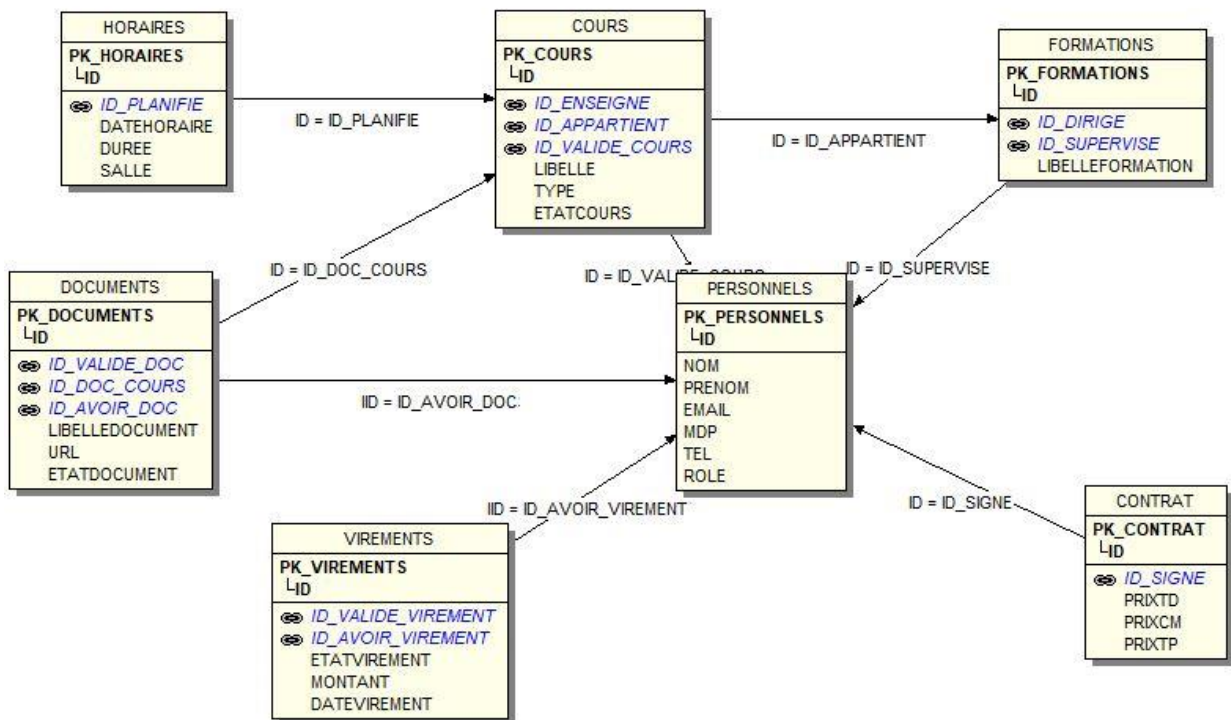 HORAIRES
PK_HORAIRES
ID
ID_PLANIFIE
DATEHORAIRE
DUREE
SALLE
ID = ID_PLANIFIE
COURS
PK_COURS
ID
ID_ENSEIGNE
ID_APPARTIENT
ID_VALIDE_COURS
LIBELLE
TYPE
ETATCOURS
ID = ID_APPARTIENT
FORMATIONS
PK_FORMATIONS
ID
ID_DIRIGE
ID_SUPERVISE
LIBELLEFORMATION
ID = ID_DOC_COURS
ID = ID_VALIDE_COURS
ID = ID_SUPERVISE
DOCUMENTS
PK_DOCUMENTS
ID
ID_VALIDE_DOC
ID_DOC_COURS
ID_AVOIR_DOC
LIBELLEDOCUMENT
URL
ETATDOCUMENT
IID = ID_AVOIR_DOC
PERSONNELS
PK_PERSONNELS
ID
NOM
PRENOM
EMAIL
MDP
TEL
ROLE
IID = ID_AVOIR_VIREMENT
ID = ID_SIGNE
VIREMENTS
PK_VIREMENTS
ID
ID_VALIDE_VIREMENT
ID_AVOIR_VIREMENT
ETATVIREMENT
MONTANT
DATEVIREMENT
CONTRAT
PK_CONTRAT
ID
ID_SIGNE
PRIXTD
PRIXCM
PRIXTP